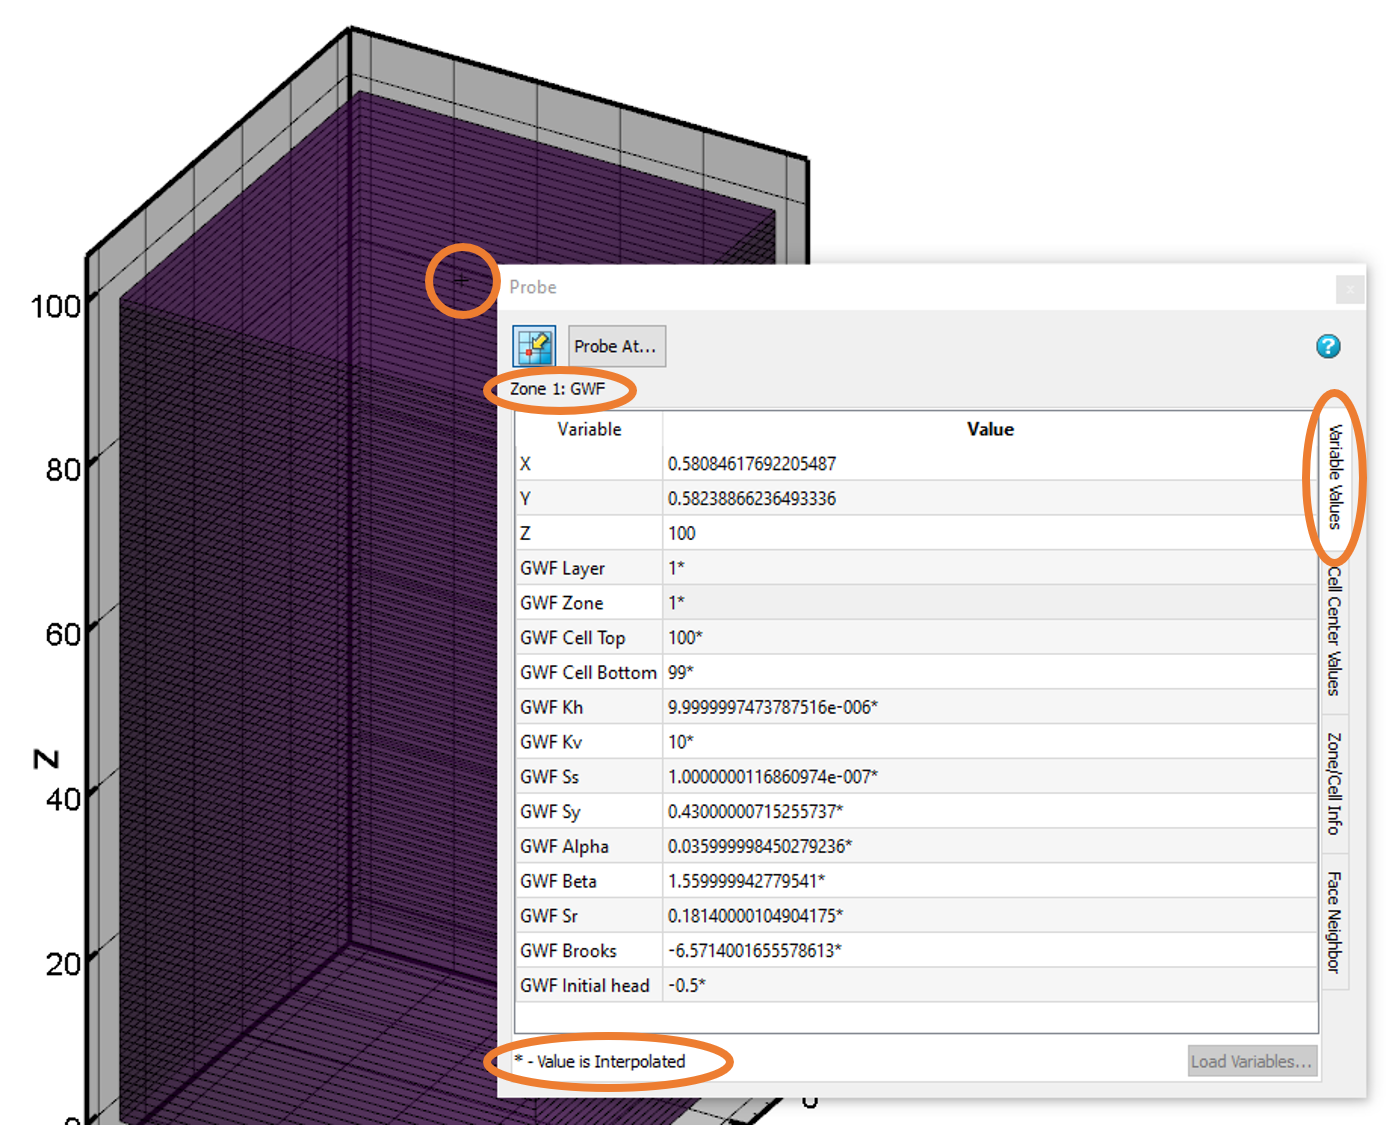 100
80
60
Z
40
20
0
Probe
x
Probe At...
?
Zone 1: GWF
Variable Value
X 0.58084617692205487
Y 0.58238866236493336
Z 100
GWF Layer 1*
GWF Zone 1*
GWF Cell Top 100*
GWF Cell Bottom 99*
GWF Kh 9.9999997473787516e-006*
GWF Kv 10*
GWF Ss 1.0000000116860974e-007*
GWF Sy 0.43000000715255737*
GWF Alpha 0.035999998450279236*
GWF Beta 1.559999942779541*
GWF Sr 0.18140000104904175*
GWF Brooks -6.5714001655578613*
GWF Initial head -0.5*
* - Value is Interpolated
Load Variables...
Variable Values
Cell Center Values
Zone/Cell Info
Face Neighbor